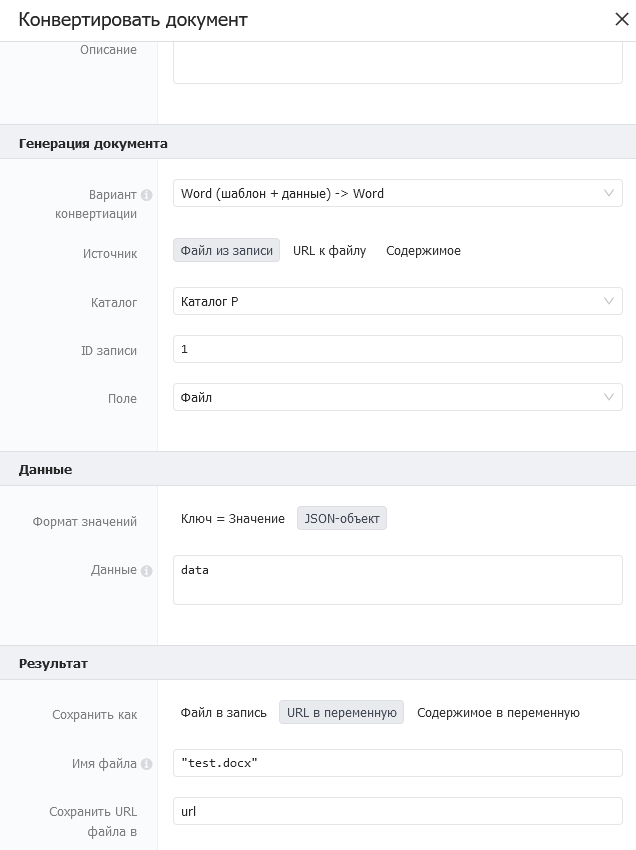 Конвертировать документ
Описание
Генерация документа
Вариант конвертиации
Word (шаблон + данные) -> Word
Источник
Файл из записи URL к файлу Содержимое
Каталог
Каталог Р
ID записи
1
Поле
Файл
Данные
Формат значений
Ключ = Значение JSON-объект
Данные
data
Результат
Сохранить как
Файл в запись URL в переменную Содержимое в переменную
Имя файла
"test.docx"
Сохранить URL файла в
url